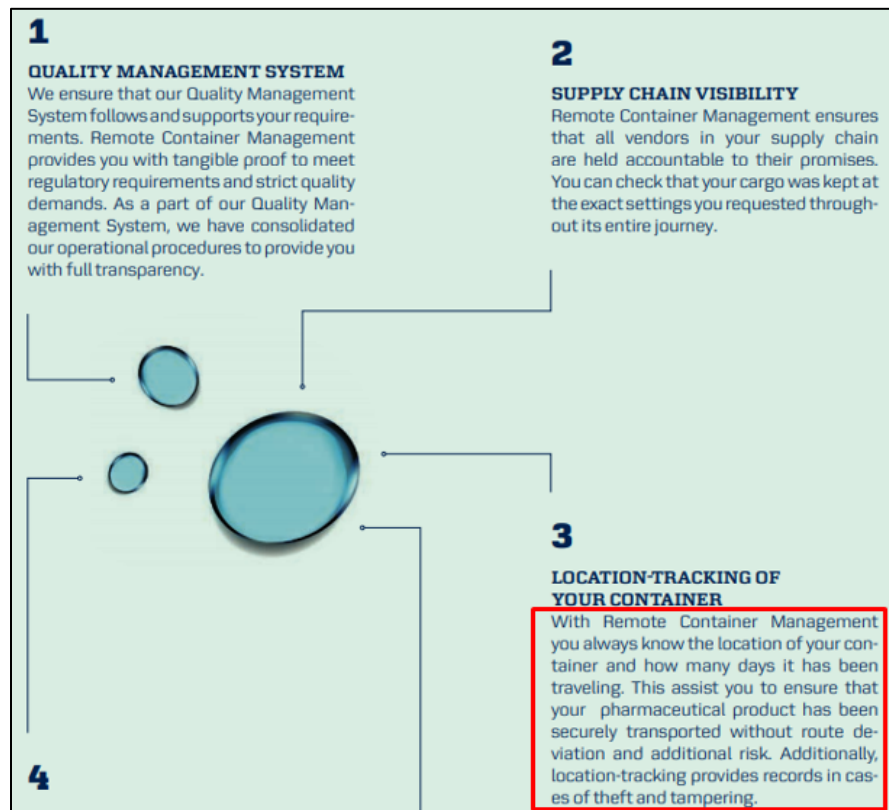 1
QUALITY MANAGEMENT SYSTEM
We ensure that our Quality Management
System follows and supports your require-
ments. Remote Container Management
provides you with tangible proof to meet
regulatory requirements and strict quality
demands. As a part of our Quality Man-
agement System, we have consolidated
our operational procedures to provide you
with full transparency.
2
SUPPLY CHAIN VISIBILITY
Remote Container Management ensures
that all vendors in your supply chain
are held accountable to their promises.
You can check that your cargo was kept at
the exact settings you requested through-
out its entire journey.
3
LOCATION-TRACKING OF
YOUR CONTAINER
With Remote Container Management
you always know the location of your con-
tainer and how many days it has been
traveling. This assist you to ensure that
your pharmaceutical product has been
securely transported without route de-
viation and additional risk. Additionally,
location-tracking provides records in cas-
es of theft and tampering.
4